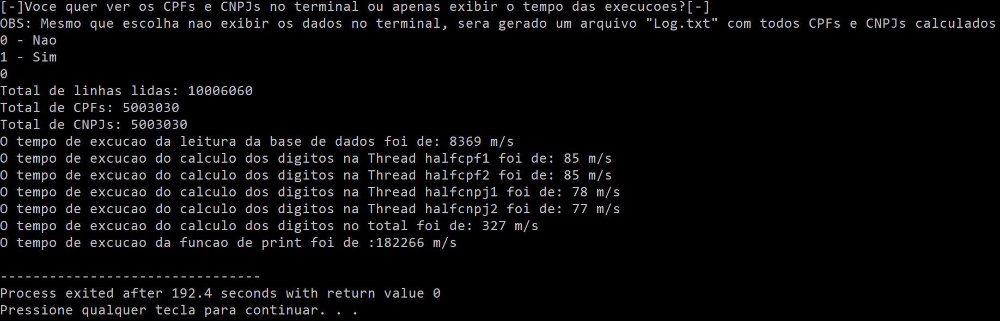 [-]Voce quer ver os CPFs e CNPJs no terminal ou apenas exibir o tempo das execucoes?[-]
OBS: Mesmo que escolha nao exibir os dados no terminal, sera gerado um arquivo "Log.txt" com todos CPFs e CNPJs calculados
0 - Nao
1 - Sim
0
Total de linhas lidas: 10006060
Total de CPFs: 5003030
Total de CNPJs: 5003030
O tempo de excucao da leitura da base de dados foi de: 8369 m/s
O tempo de excucao do calculo dos digitos na Thread halfcpf1 foi de: 85 m/s
O tempo de excucao do calculo dos digitos na Thread halfcpf2 foi de: 85 m/s
O tempo de excucao do calculo dos digitos na Thread halfcnpj1 foi de: 78 m/s
O tempo de excucao do calculo dos digitos na Thread halfcnpj2 foi de: 77 m/s
O tempo de excucao do calculo dos digitos no total foi de: 327 m/s
O tempo de excucao da funcao de print foi de :182266 m/s
--------------------------------
Process exited after 192.4 seconds with return value 0
Pressione qualquer tecla para continuar. . .